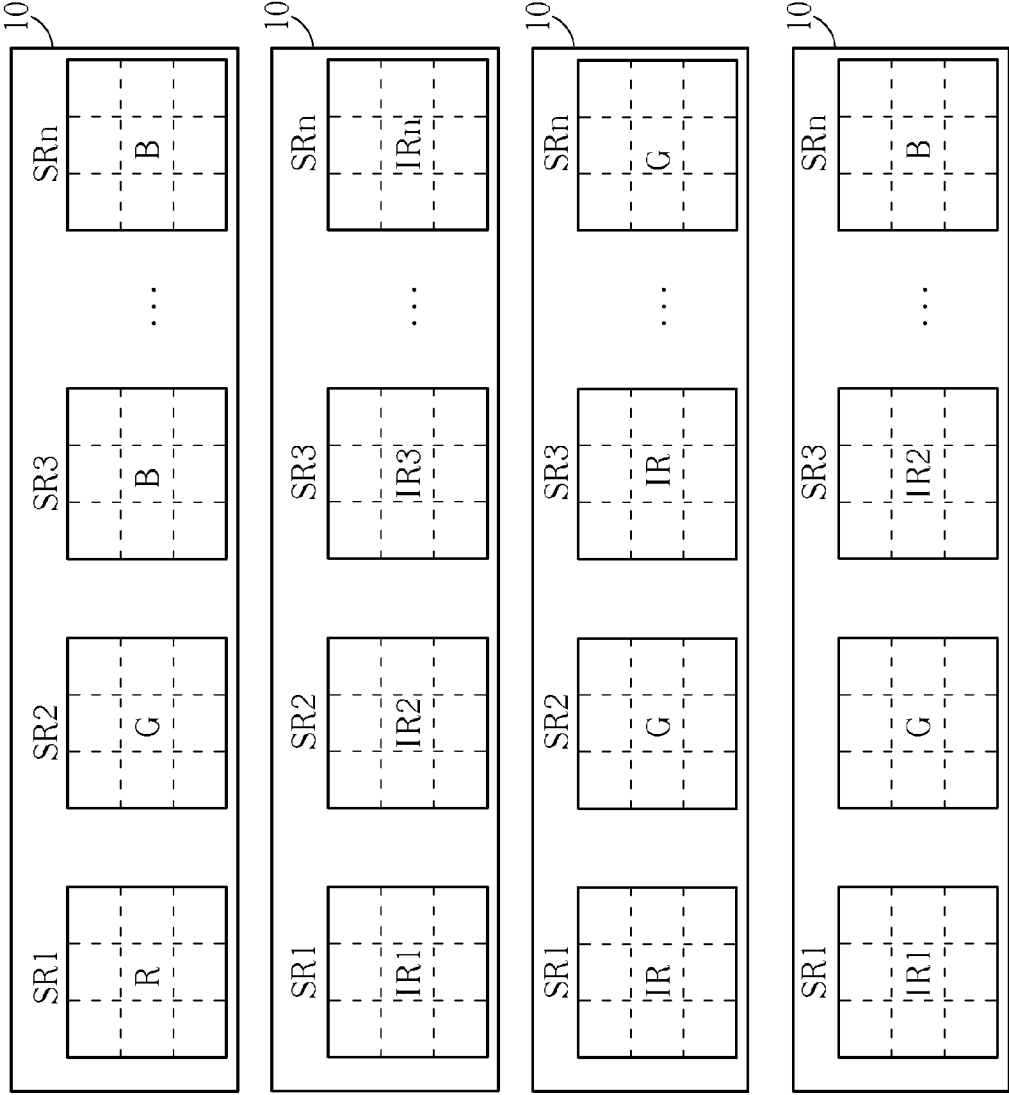 10
SR1 SR2 SR3 SRn
R G B ... B
10
SR1 SR2 SR3 SRn
IR1 IR2 IR3 ... IRn
10
SR1 SR2 SR3 SRn
IR G IR ... G
10
SR1 SR3 SRn
IR1 G IR2 ... B